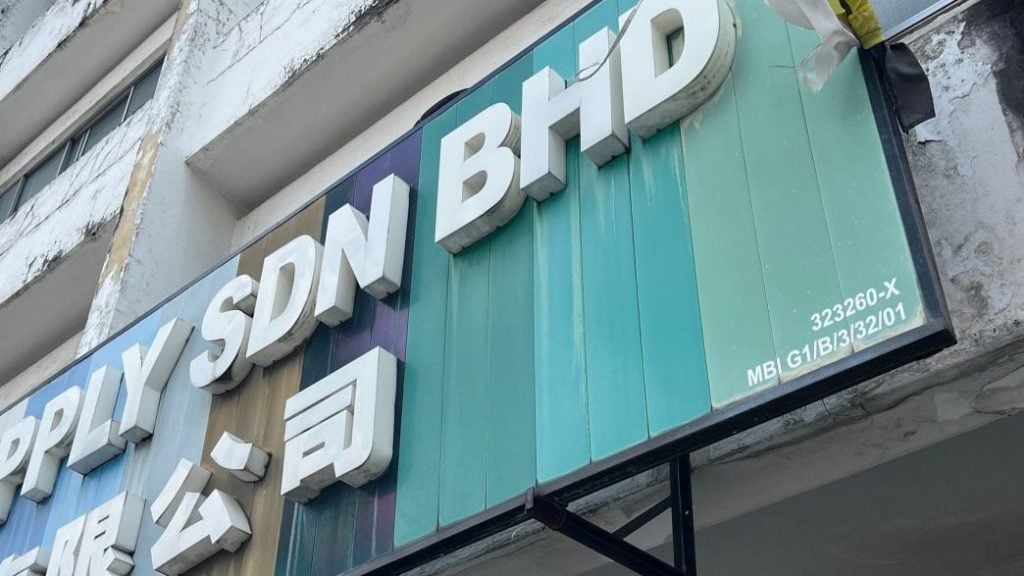 PPLY SDN BHD
限公司
323260-X
MBI G1/B/3/32/01